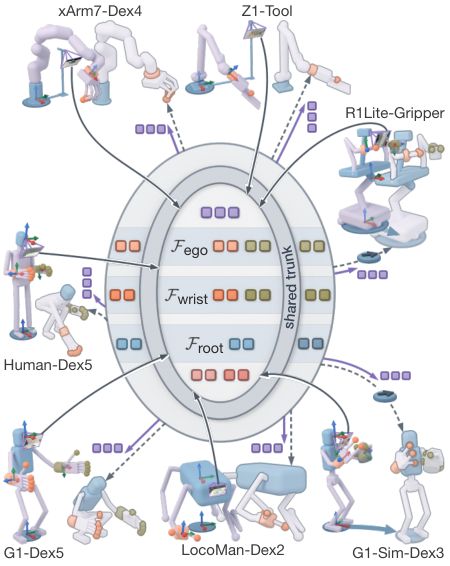 xArm7-Dex4
Z1-Tool
R1Lite-Gripper
Fego
Fwrist
Froot
shared trunk
Human-Dex5
G1-Dex5
LocoMan-Dex2
G1-Sim-Dex3